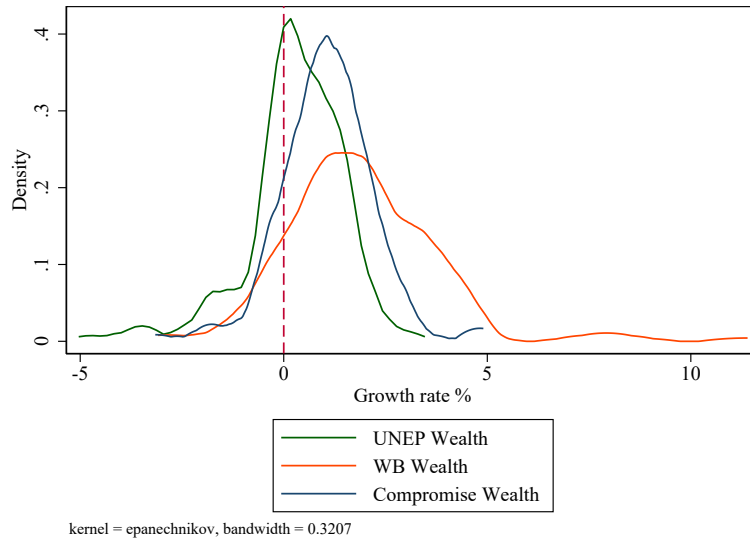 .4
.3
.2
.1
0
Density
-5 0 5 10
Growth rate %
UNEP Wealth
WB Wealth
Compromise Wealth
kernel = epanechnikov, bandwidth = 0.3207